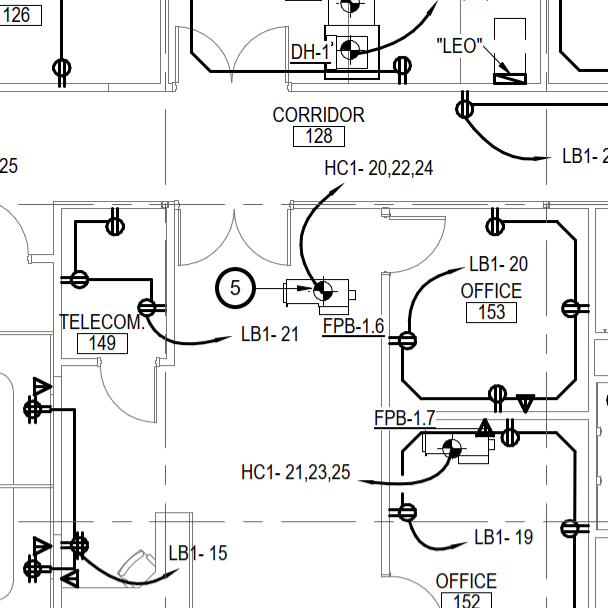 126
DH-1'
"LEO"
CORRIDOR
128
25
LB1- 2
HC1- 20,22,24
LB1- 20
OFFICE
153
5
TELECOM.
149
LB1- 21
FPB-1.6
FPB-1.7
HC1- 21,23,25
LB1- 19
LB1- 15
OFFICE
152